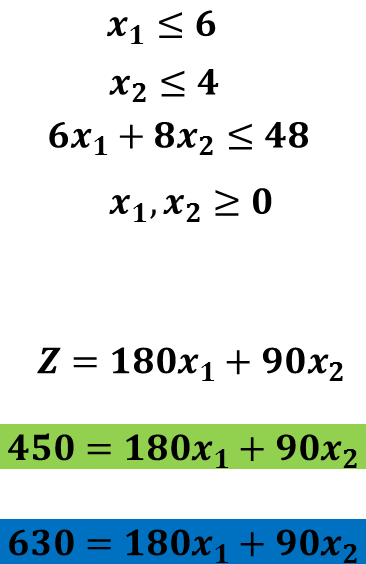 x₁ ≤ 6
x₂ ≤ 4
6x₁ + 8x₂ ≤ 48
x₁, x₂ ≥ 0
Z = 180x₁ + 90x₂
450 = 180x₁ + 90x₂
630 = 180x₁ + 90x₂